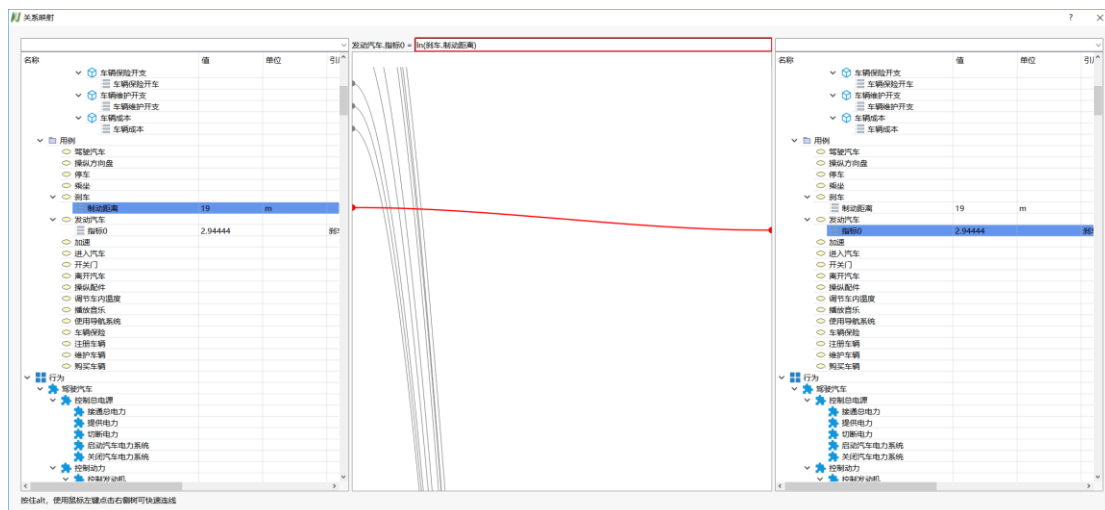 关系映射
发动汽车.指标0 = ln(刹车.制动距离)
名称 值 单位
车辆保险开支
车辆保险开车
车辆维护开支
车辆维护开支
车辆成本
车辆成本
用例
驾驶汽车
操纵方向盘
停车
乘坐
刹车
制动距离 19 m
发动汽车
指标0 2.94444
加速
进入汽车
开关门
离开汽车
操纵配件
调节车内温度
播放音乐
使用导航系统
车辆保险
注册车辆
维护车辆
购买车辆
行为
驾驶汽车
控制总电源
接通总电力
提供电力
切断电力
启动汽车电力系统
关闭汽车电力系统
控制动力
控制发动机
名称 值 单位
车辆保险开支
车辆保险开车
车辆维护开支
车辆维护开支
车辆成本
车辆成本
用例
驾驶汽车
操纵方向盘
停车
乘坐
刹车
制动距离 19 m
发动汽车
指标0 2.94444
加速
进入汽车
开关门
离开汽车
操纵配件
调节车内温度
播放音乐
使用导航系统
车辆保险
注册车辆
维护车辆
购买车辆
行为
驾驶汽车
控制总电源
接通总电力
提供电力
切断电力
启动汽车电力系统
关闭汽车电力系统
控制动力
控制发动机
按住alt，使用鼠标左键点击右侧树可快速连线